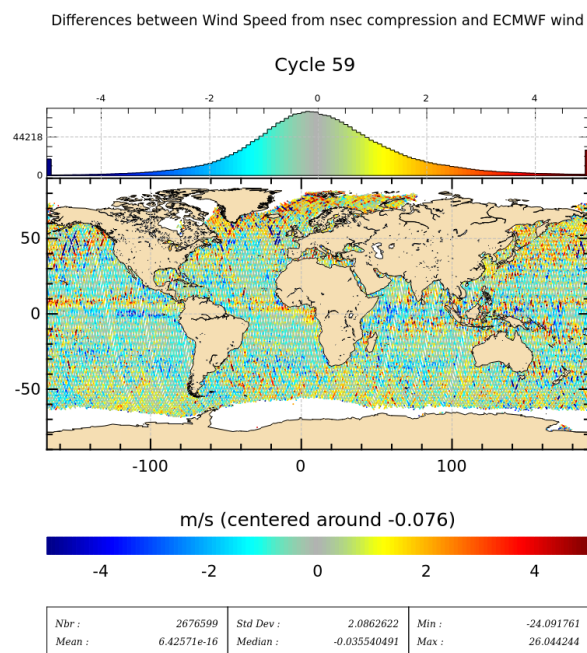 Differences between Wind Speed from nsec compression and ECMWF wind
Cycle 59
-4 -2 0 2 4
44218
0
50
0
-50
-100 0 100
m/s (centered around -0.076)
-4 -2 0 2 4
Nbr : 2676599 Std Dev : 2.0862622 Min : -24.091761
Mean : 6.42571e-16 Median : -0.035540491 Max : 26.044244